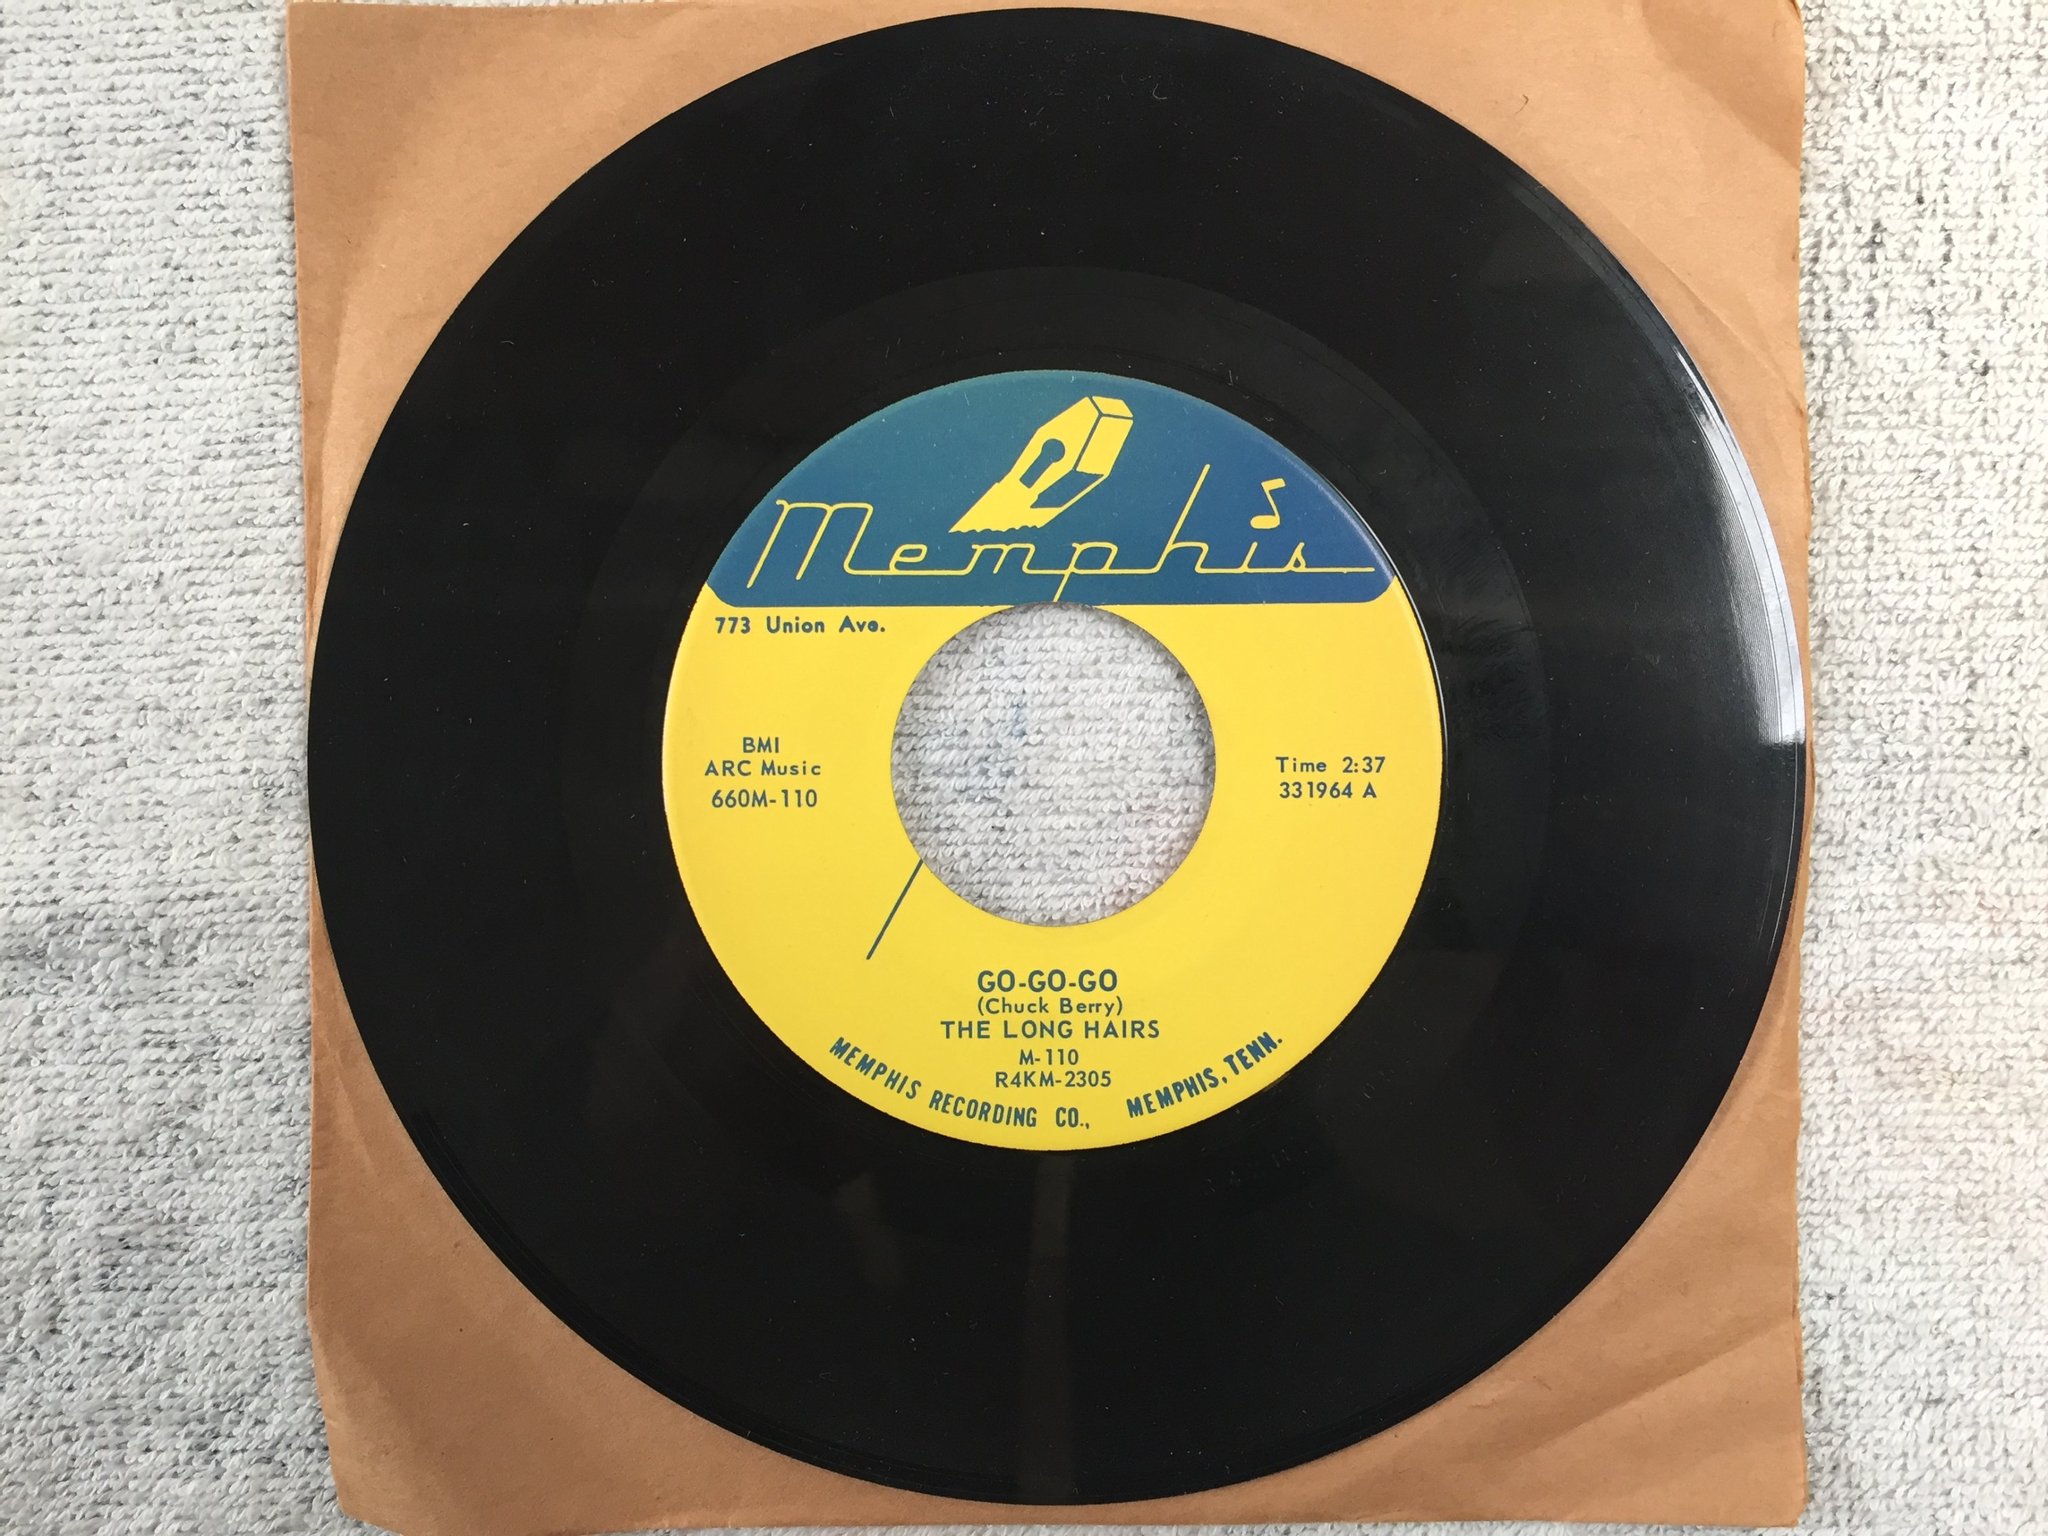 Memphis
773 Union Ave.
BMI
ARC Music
660M-110
Time 2:37
331964 A
GO-GO-GO
(Chuck Berry)
THE LONG HAIRS
M-110
R4KM-2305
MEMPHIS RECORDING CO., MEMPHIS, TENN.